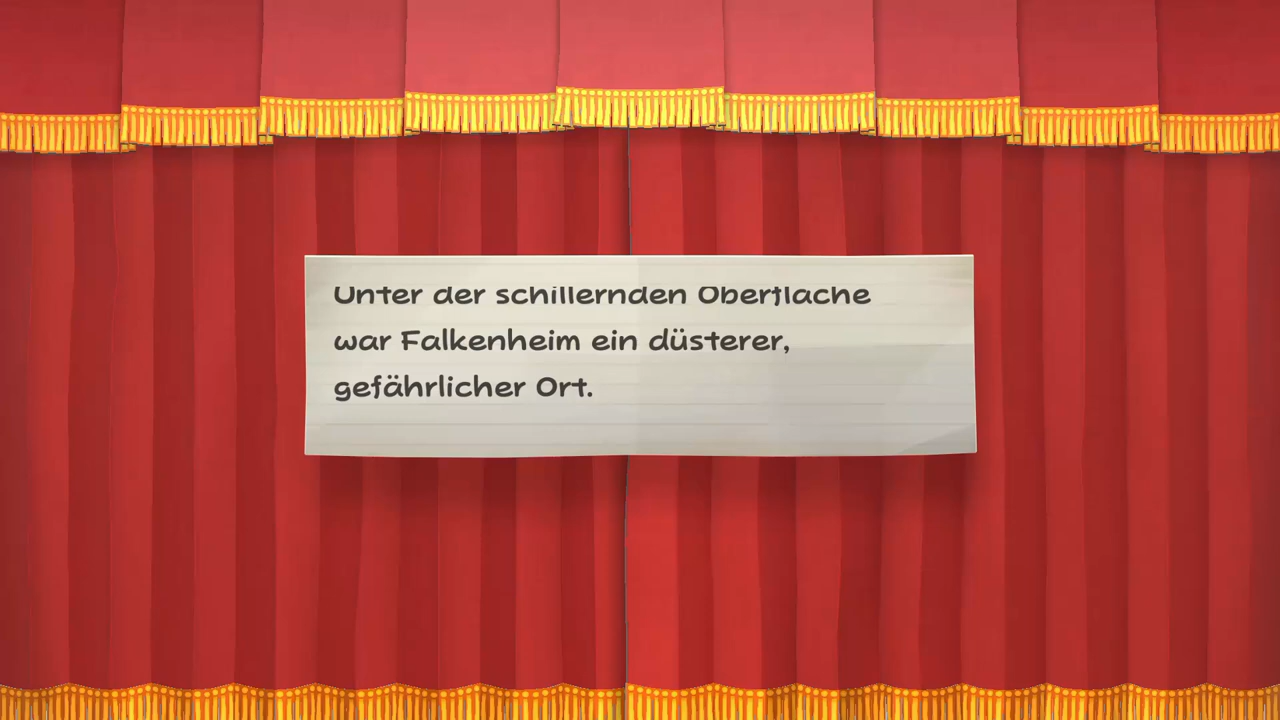 Unter der schillernden Oberfläche
war Falkenheim ein düsterer,
gefährlicher Ort.